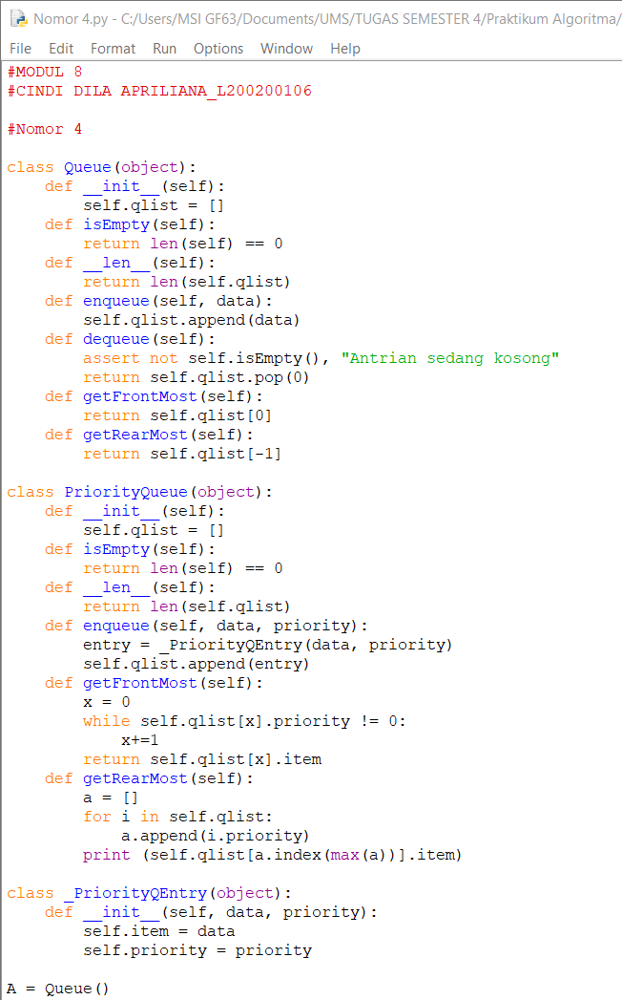 Nomor 4.py - C:/Users/MSI GF63/Documents/UMS/TUGAS SEMESTER 4/Praktikum Algoritma/
File Edit Format Run Options Window Help
#MODUL 8
#CINDI DILA APRILIANA_L200200106

#Nomor 4

class Queue(object):
    def __init__(self):
        self.qlist = []
    def isEmpty(self):
        return len(self) == 0
    def __len__(self):
        return len(self.qlist)
    def enqueue(self, data):
        self.qlist.append(data)
    def dequeue(self):
        assert not self.isEmpty(), "Antrian sedang kosong"
        return self.qlist.pop(0)
    def getFrontMost(self):
        return self.qlist[0]
    def getRearMost(self):
        return self.qlist[-1]

class PriorityQueue(object):
    def __init__(self):
        self.qlist = []
    def isEmpty(self):
        return len(self) == 0
    def __len__(self):
        return len(self.qlist)
    def enqueue(self, data, priority):
        entry = _PriorityQEntry(data, priority)
        self.qlist.append(entry)
    def getFrontMost(self):
        x = 0
        while self.qlist[x].priority != 0:
            x+=1
        return self.qlist[x].item
    def getRearMost(self):
        a = []
        for i in self.qlist:
            a.append(i.priority)
        print (self.qlist[a.index(max(a))].item)

class _PriorityQEntry(object):
    def __init__(self, data, priority):
        self.item = data
        self.priority = priority

A = Queue()